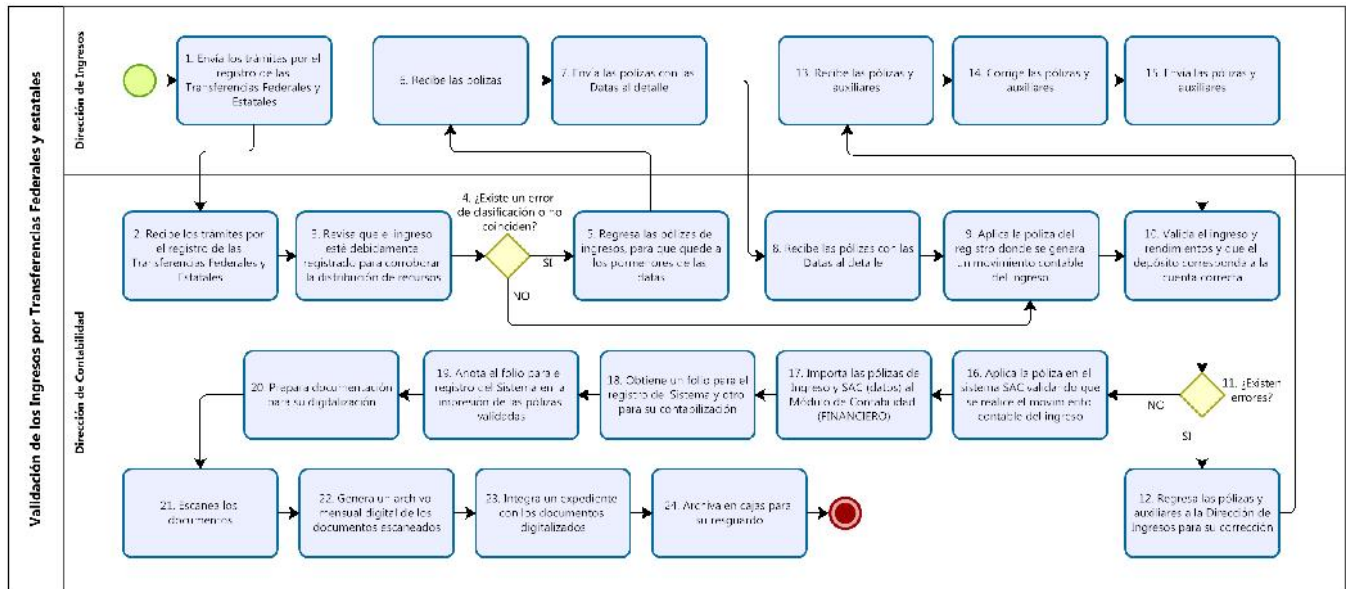 Validación de los Ingresos por Transferencias Federales y estatales
Dirección de Ingresos
1. Envía los trámites por el
registro de las
Transferencias Federales y
Estatales
6. Recibe las polizas
7. Envía las polizas con las
Datas al detalle
13. Recibe las pólizas y
auxiliares
14. Corrige las pólizas y
auxiliares
15. Envía las pólizas y
auxiliares
Dirección de Contabilidad
2. Recibe los tramites por
el registro de las
Transferencias Federales y
Estatales
3. Revisa que el ingreso
esté debidamente
registrado para corroborar
la distribución de recursos
4. ¿Existe un error
de clasificación o no
coinciden?
SI
NO
5. Regresa las pólizas de
ingresos, para que quede a
los pormenores de las
datas
8. Recibe las pólizas con las
Datas al detalle
9. Aplica la poliza del
registro donde se genera
un movimiento contable
del ingreso
10. Valida el ingreso y
rendimientos y que el
depósito corresponda a la
cuenta correcta
11. ¿Existen
errores?
NO
SI
12. Regresa las pólizas y
auxiliares a la Dirección de
Ingresos para su corrección
16. Aplica la póliza en el
sistema SAC validando que
se realice el movimiento
contable del ingreso
17. Importa las pólizas de
Ingreso y SAC (datos) al
Módulo de Contabilidad
(FINANCIERO)
18. Obtiene un folio para el
registro del Sistema y otro
para su contabilización
19. Anota el folio para el
registro del Sistema en la
impresión de las pólizas
validadas
20. Prepara documentación
para su digitalización
21. Escanea los
documentos
22. Genera un archivo
mensual digital de los
documentos escaneados
23. Integra un expediente
con los documentos
digitalizados
24. Archiva en cajas para
su resguardo